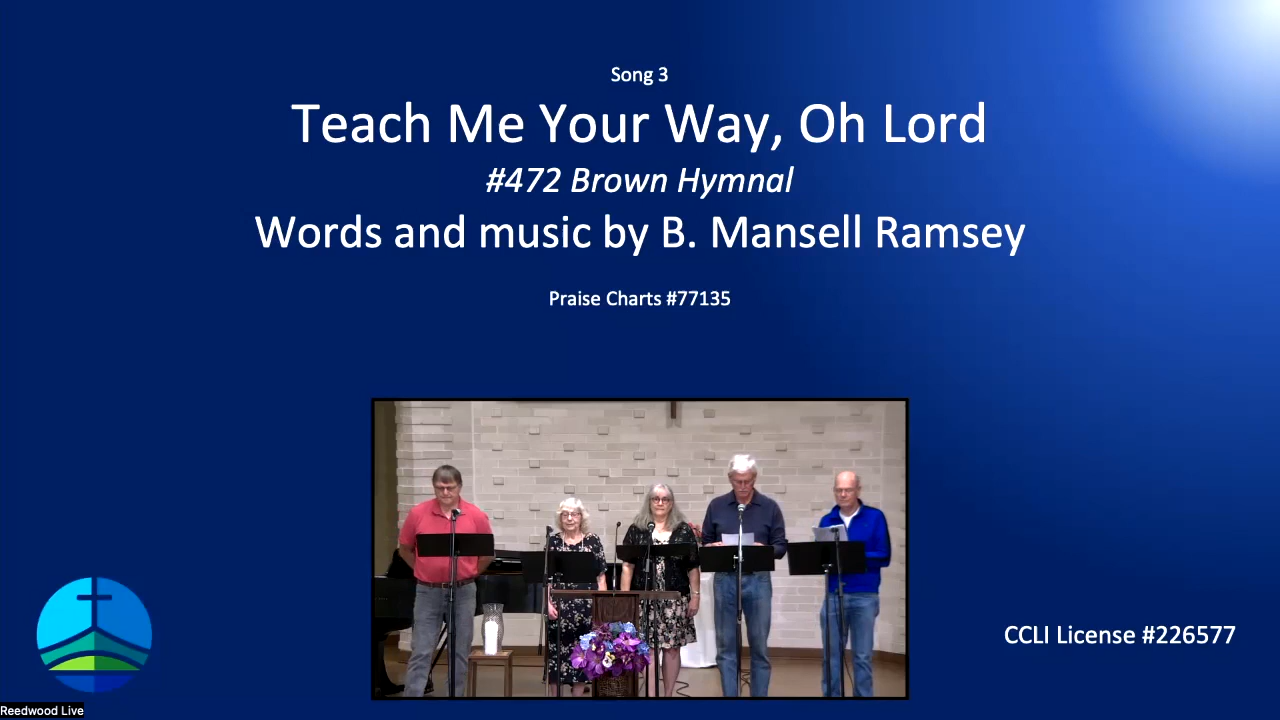 Song 3
Teach Me Your Way, Oh Lord
#472 Brown Hymnal
Words and music by B. Mansell Ramsey
Praise Charts #77135
CCLI License #226577
Reedwood Live